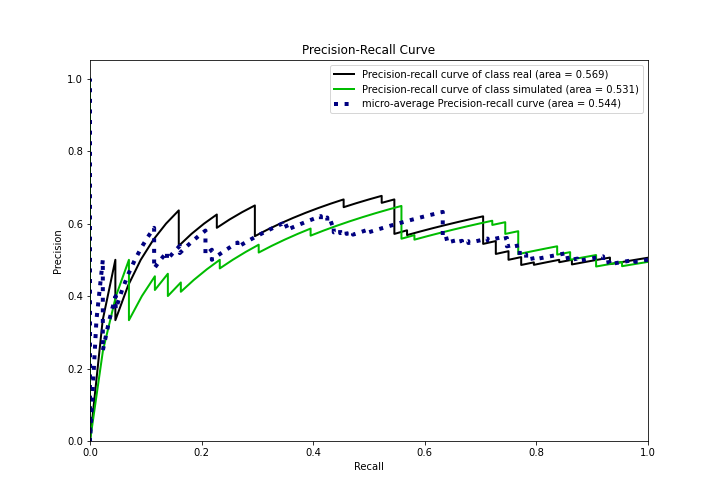 Precision-Recall Curve
Precision-recall curve of class real (area = 0.569)
Precision-recall curve of class simulated (area = 0.531)
micro-average Precision-recall curve (area = 0.544)
1.0
0.8
0.6
0.4
0.2
0.0
Precision
0.0 0.2 0.4 0.6 0.8 1.0
Recall